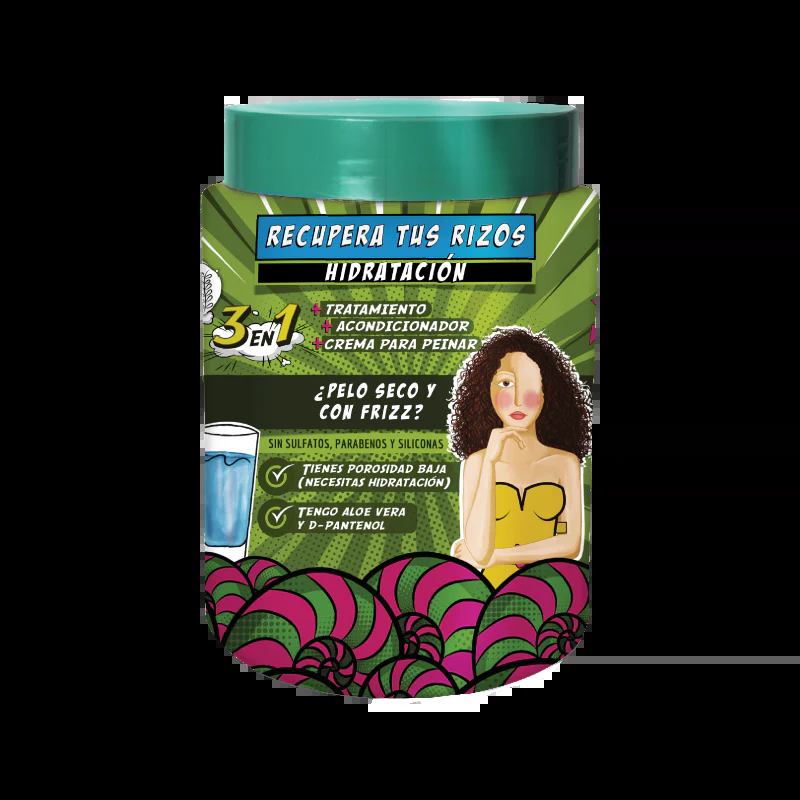 RECUPERA TUS RIZOS
HIDRATACIÓN
3 EN 1
+ TRATAMIENTO
+ ACONDICIONADOR
+ CREMA PARA PEINAR
¿PELO SECO Y
CON FRIZZ?
SIN SULFATOS, PARABENOS Y SILICONAS
TIENES POROSIDAD BAJA
(NECESITAS HIDRATACIÓN)
TENGO ALOE VERA
Y D-PANTENOL